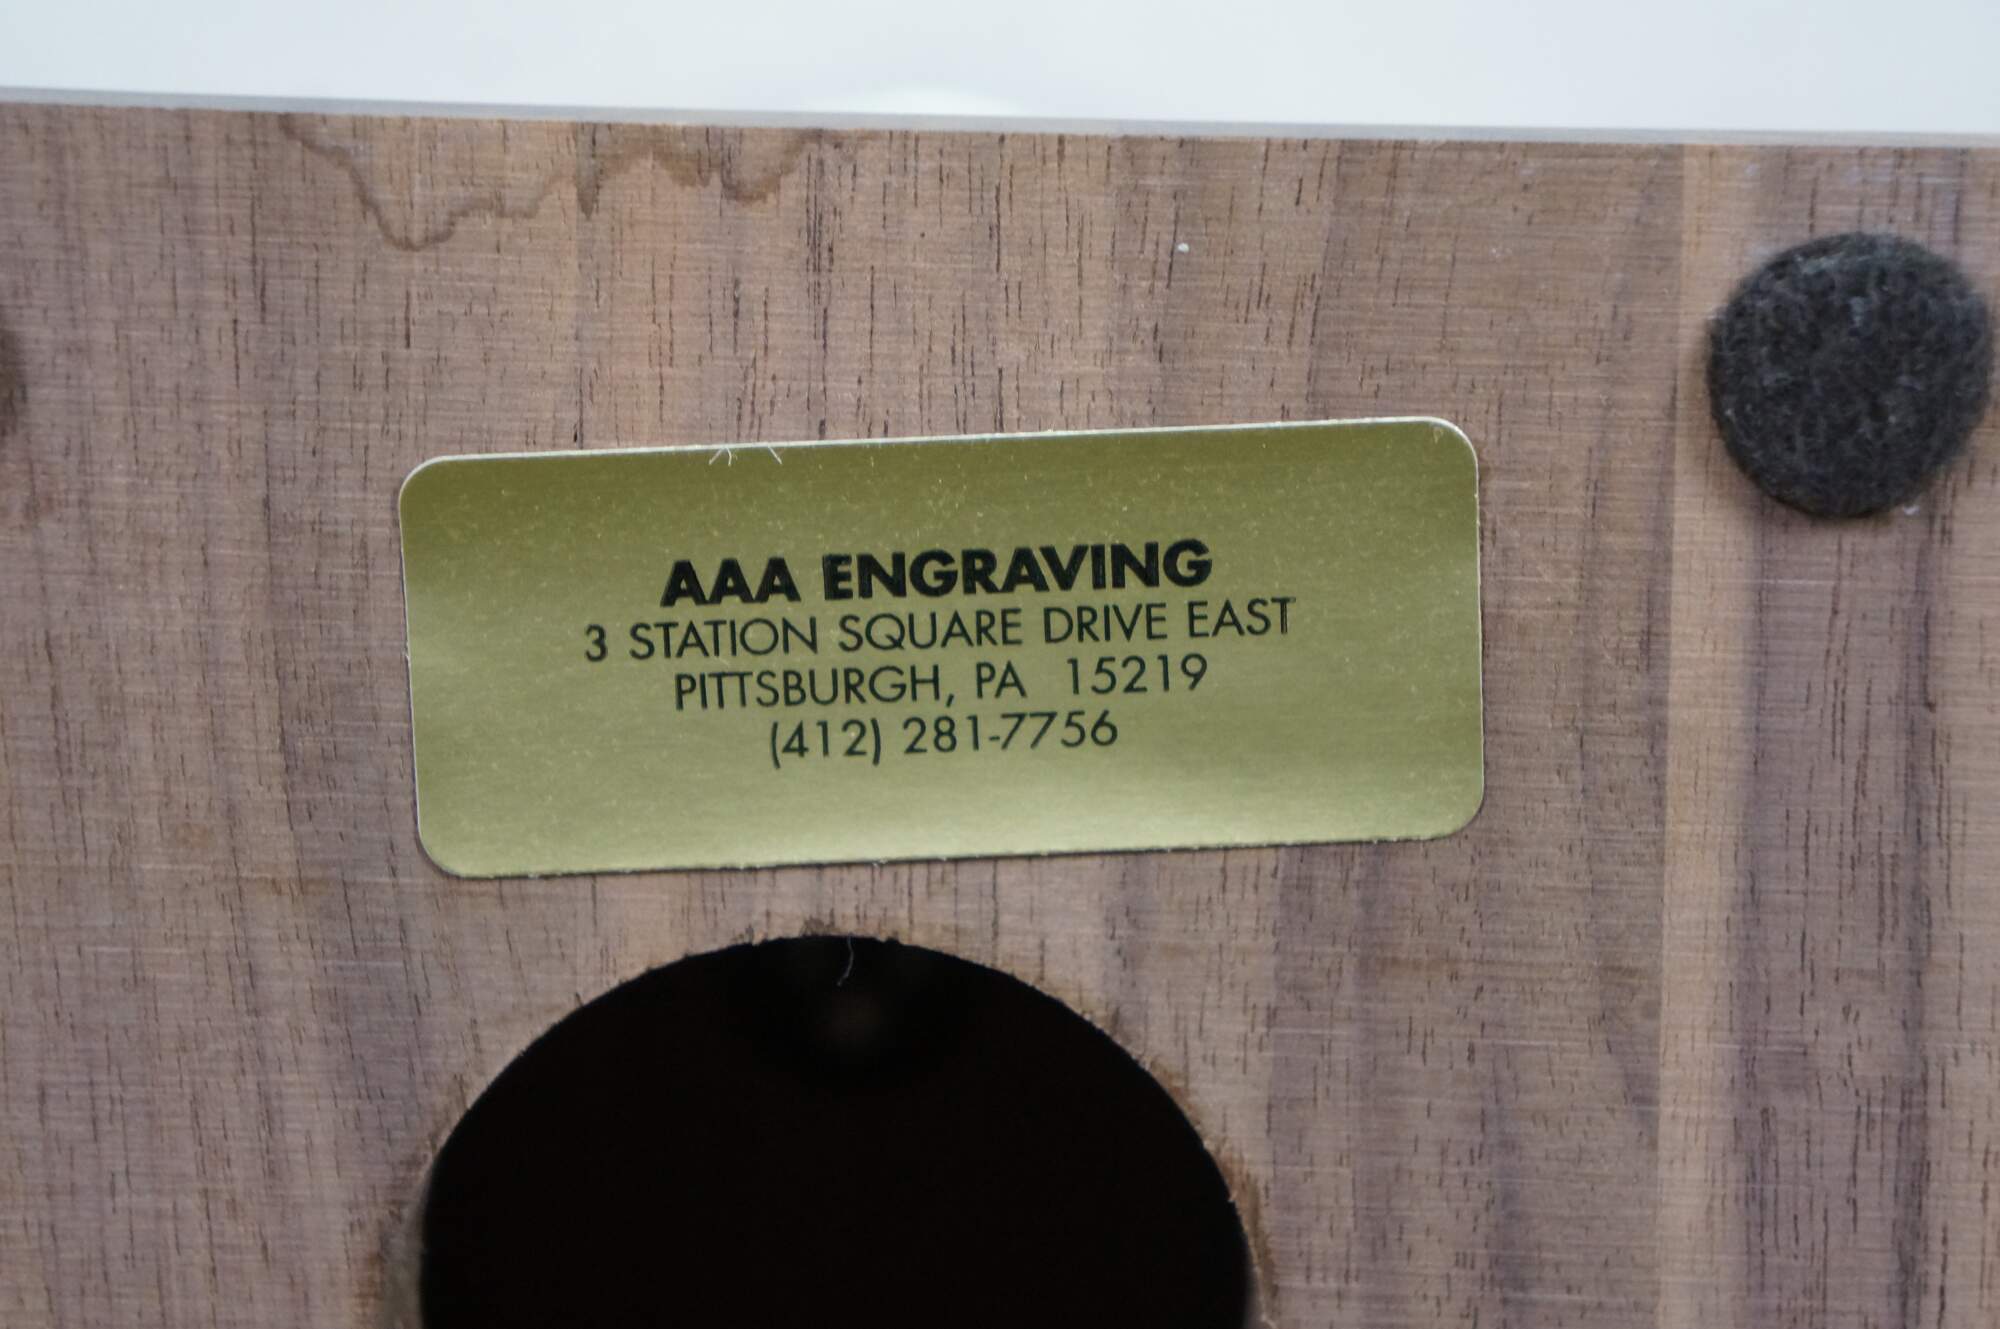 AAA ENGRAVING
3 STATION SQUARE DRIVE EAST
PITTSBURGH, PA 15219
(412) 281-7756